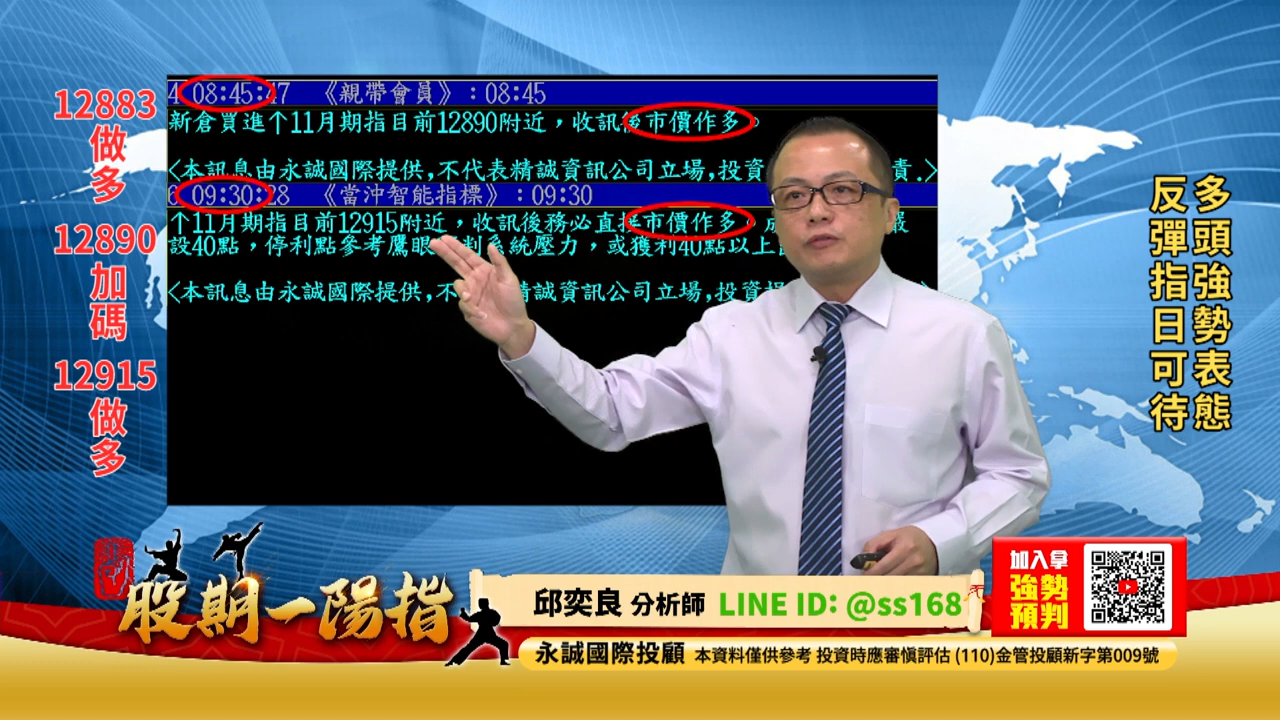 12883
做
多
12890
加
碼
12915
做
多
08:45:47 《親帶會員》:08:45
新倉買進个11月期指目前12890附近,收訊後市價作多。
<本訊息由永誠國際提供,不代表精誠資訊公司立場,投資 責.>
09:30:28 《當沖智能指標》:09:30
个11月期指目前12915附近,收訊後務必直接市價作多,
設40點,停利點參考鷹眼 判系統壓力,或獲利40點以上
<本訊息由永誠國際提供,不 精誠資訊公司立場,投資
多頭強勢表態
反彈指日可待
股期一陽指
邱奕良 分析師 LINE ID: @ss168
永誠國際投顧 本資料僅供參考 投資時應審慎評估 (110)金管投顧新字第009號
加入拿
強勢
預判